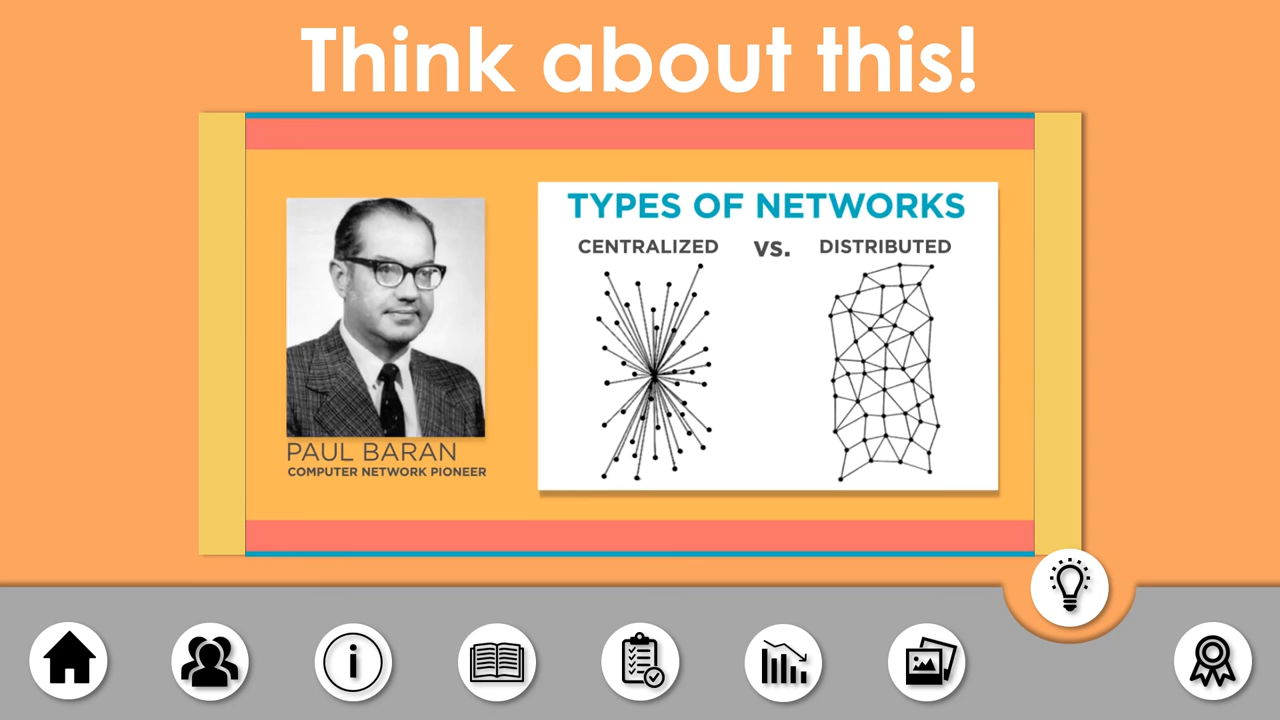 Think about this!
TYPES OF NETWORKS
CENTRALIZED VS. DISTRIBUTED
PAUL BARAN
COMPUTER NETWORK PIONEER
i